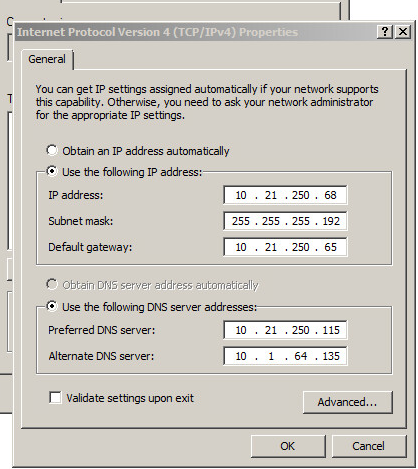 Internet Protocol Version 4 (TCP/IPv4) Properties
General
You can get IP settings assigned automatically if your network supports
this capability. Otherwise, you need to ask your network administrator
for the appropriate IP settings.
Obtain an IP address automatically
Use the following IP address:
IP address: 10 . 21 . 250 . 68
Subnet mask: 255 . 255 . 255 . 192
Default gateway: 10 . 21 . 250 . 65
Obtain DNS server address automatically
Use the following DNS server addresses:
Preferred DNS server: 10 . 21 . 250 . 115
Alternate DNS server: 10 . 1 . 64 . 135
Validate settings upon exit
Advanced...
OK Cancel